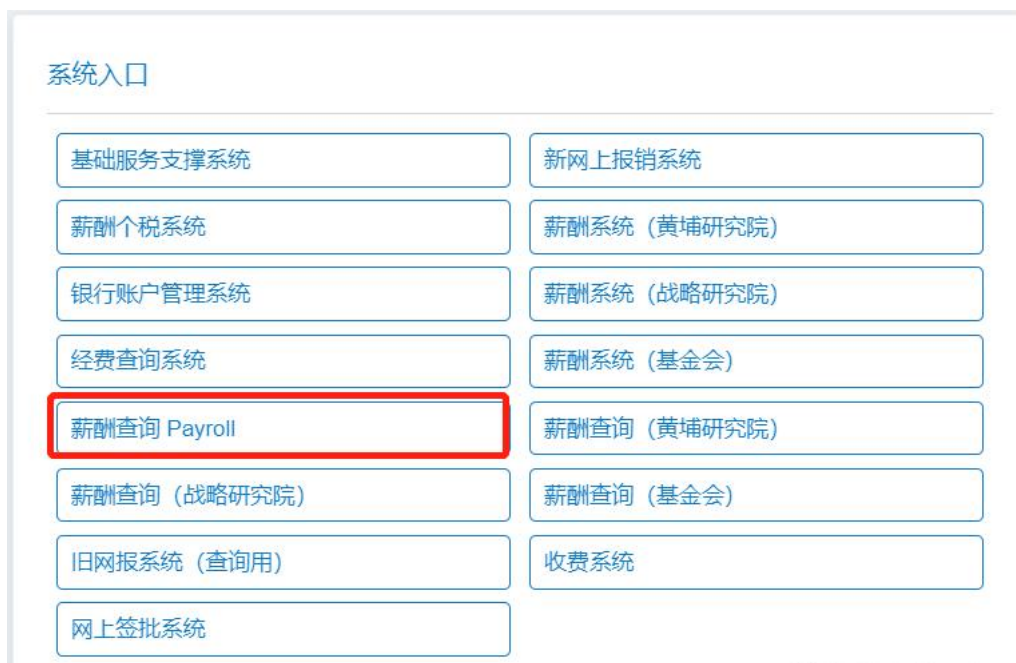 系统入口
基础服务支撑系统
新网上报销系统
薪酬个税系统
薪酬系统（黄埔研究院）
银行账户管理系统
薪酬系统（战略研究院）
经费查询系统
薪酬系统（基金会）
薪酬查询 Payroll
薪酬查询（黄埔研究院）
薪酬查询（战略研究院）
薪酬查询（基金会）
旧网报系统（查询用）
收费系统
网上签批系统